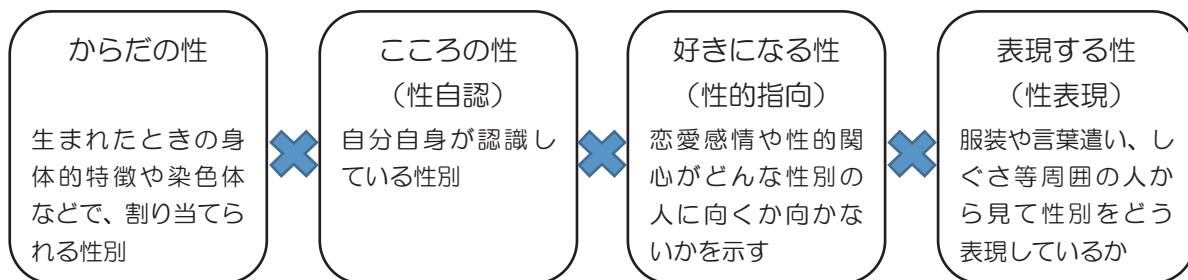 からだの性
生まれたときの身
体的特徴や染色体
などで、割り当てら
れる性別
こころの性
（性自認）
自分自身が認識し
ている性別
好きになる性
（性的指向）
恋愛感情や性的関
心がどんな性別の
人に向くか向かな
いかを示す
表現する性
（性表現）
服装や言葉遣い、し
ぐさ等周囲の人か
ら見て性別をどう
表現しているか